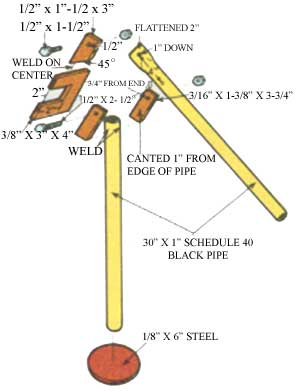 1/2" x 1"-1/2 x 3"
1/2" x 1-1/2"
FLATTENED 2"
1/2"
1" DOWN
WELD ON
CENTER
45°
3/4" FROM END
2"
1/2" X 2- 1/2"
3/16" X 1-3/8" X 3-3/4"
3/8" X 3" X 4"
WELD
CANTED 1" FROM
EDGE OF PIPE
30" X 1" SCHEDULE 40
BLACK PIPE
1/8" X 6" STEEL